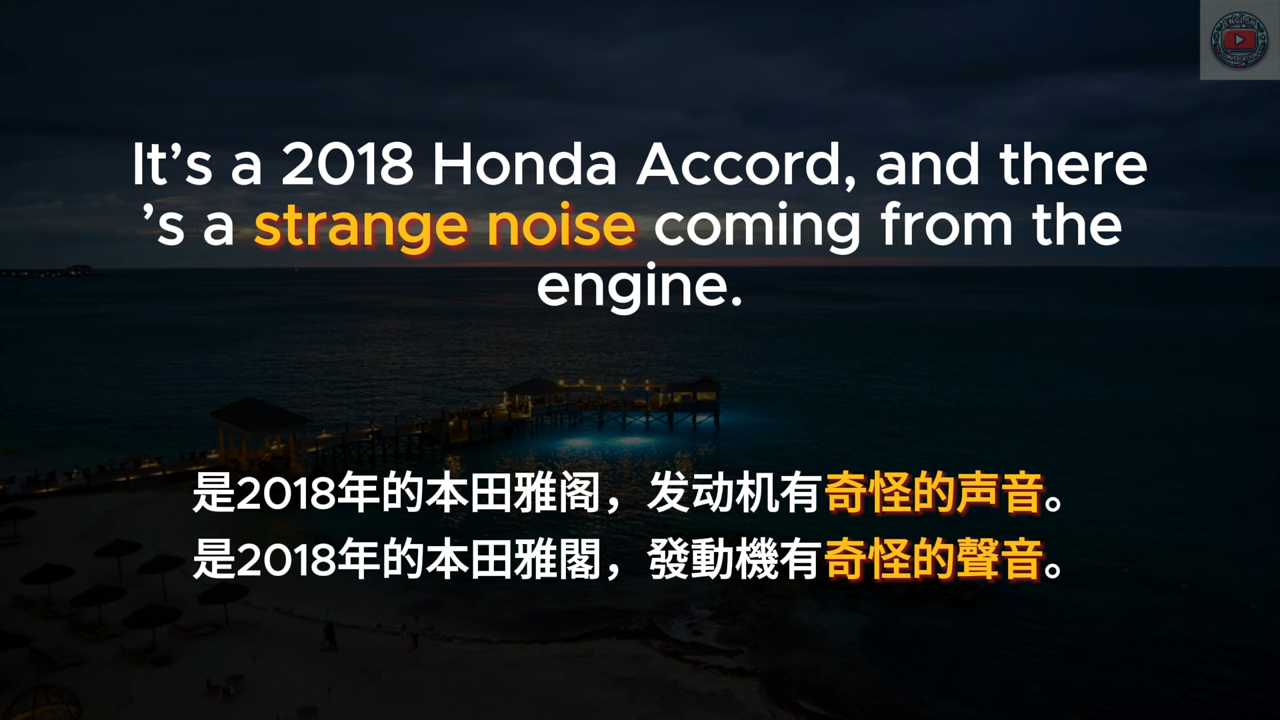 It’s a 2018 Honda Accord, and there
’s a strange noise coming from the
engine.
是2018年的本田雅阁，发动机有奇怪的声音。
是2018年的本田雅閣，發動機有奇怪的聲音。